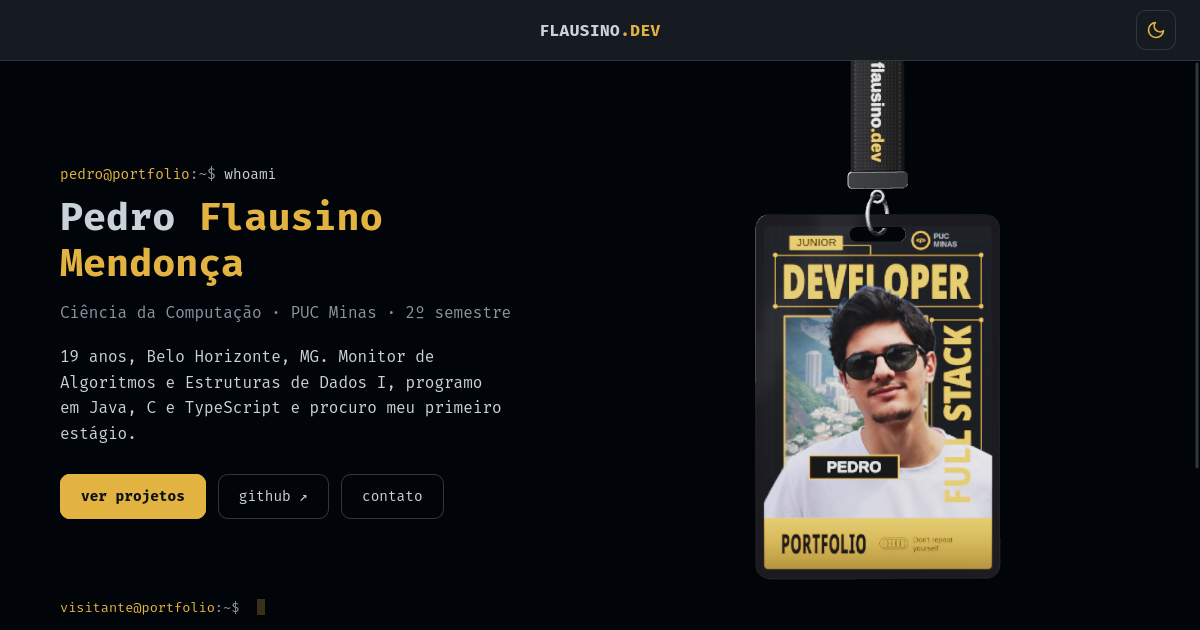 FLAUSINO.DEV
flausino.dev
pedro@portfolio:~$ whoami
Pedro Flausino
Mendonça
Ciência da Computação · PUC Minas · 2º semestre
19 anos, Belo Horizonte, MG. Monitor de
Algoritmos e Estruturas de Dados I, programo
em Java, C e TypeScript e procuro meu primeiro
estágio.
ver projetos
github ↗
contato
visitante@portfolio:~$
JUNIOR
</>
PUC
MINAS
DEVELOPER
FULL STACK
PEDRO
PORTFOLIO
Don't repeat
yourself